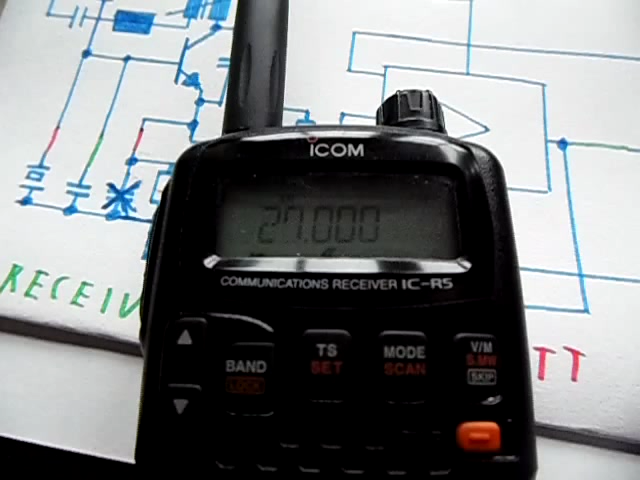 ICOM
27.000
COMMUNICATIONS RECEIVER IC-R5
RECEIV
TS
MODE
V/M
BAND
SET
SCAN
S.MW
LOCK
SKIP
TT